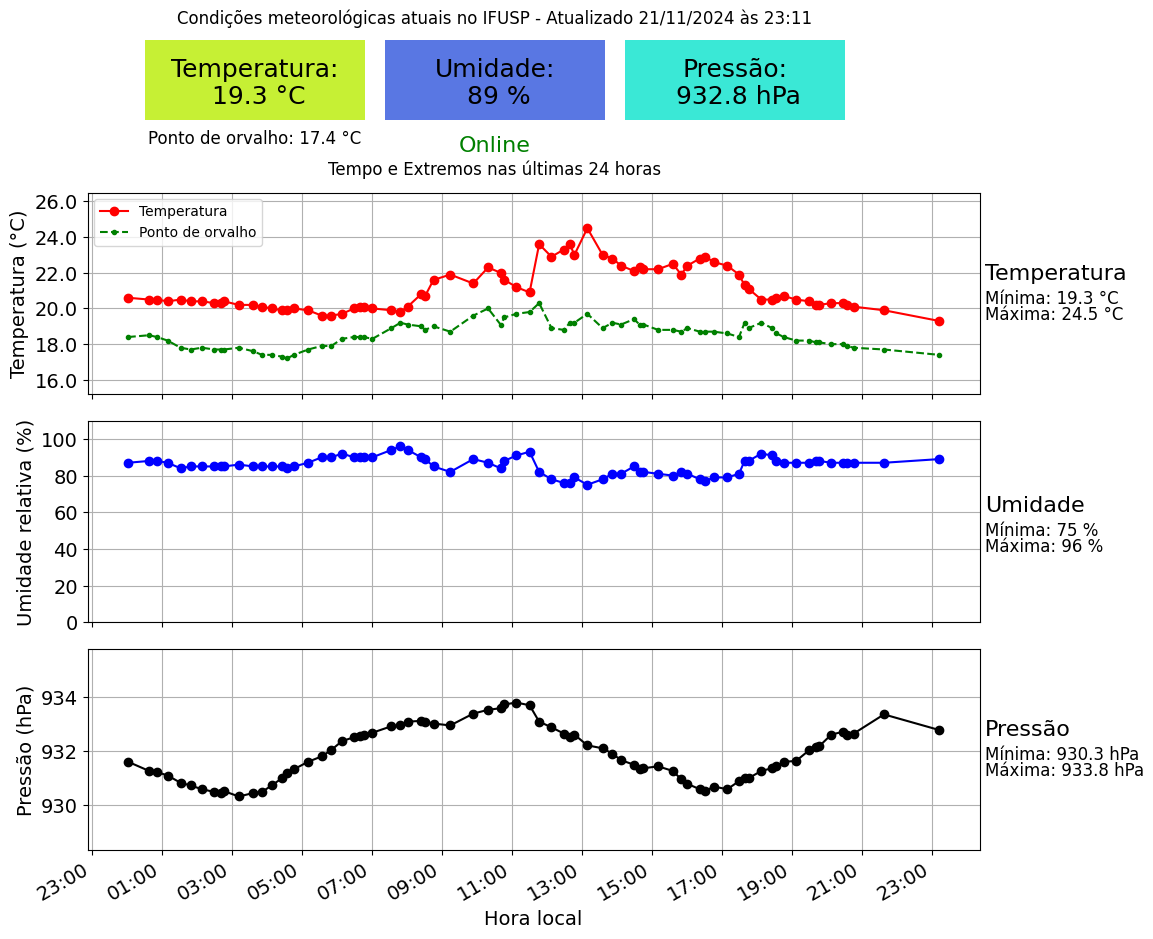 Condições meteorológicas atuais no IFUSP - Atualizado 21/11/2024 às 23:11
Temperatura:
19.3 °C
Umidade:
89 %
Pressão:
932.8 hPa
Ponto de orvalho: 17.4 °C
Online
Tempo e Extremos nas últimas 24 horas
Temperatura (°C)
26.0
24.0
22.0
20.0
18.0
16.0
Temperatura
Ponto de orvalho
Temperatura
Mínima: 19.3 °C
Máxima: 24.5 °C
Umidade relativa (%)
100
80
60
40
20
0
Umidade
Mínima: 75 %
Máxima: 96 %
Pressão (hPa)
934
932
930
Pressão
Mínima: 930.3 hPa
Máxima: 933.8 hPa
23:00 01:00 03:00 05:00 07:00 09:00 11:00 13:00 15:00 17:00 19:00 21:00 23:00
Hora local